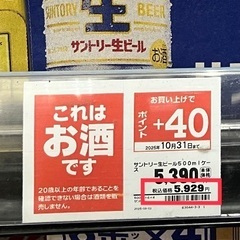 SUNTORY
生
BEER
サントリー生ビール
これは
お酒
です
20歳以上の年齢であることを
確認できない場合は酒類を販
売しません。
お買い上げで
ポイント
+40
2025年10月31日まで
サントリー生ビール500mlケー
ス
5,390
本体価格
税込価格 5,929円